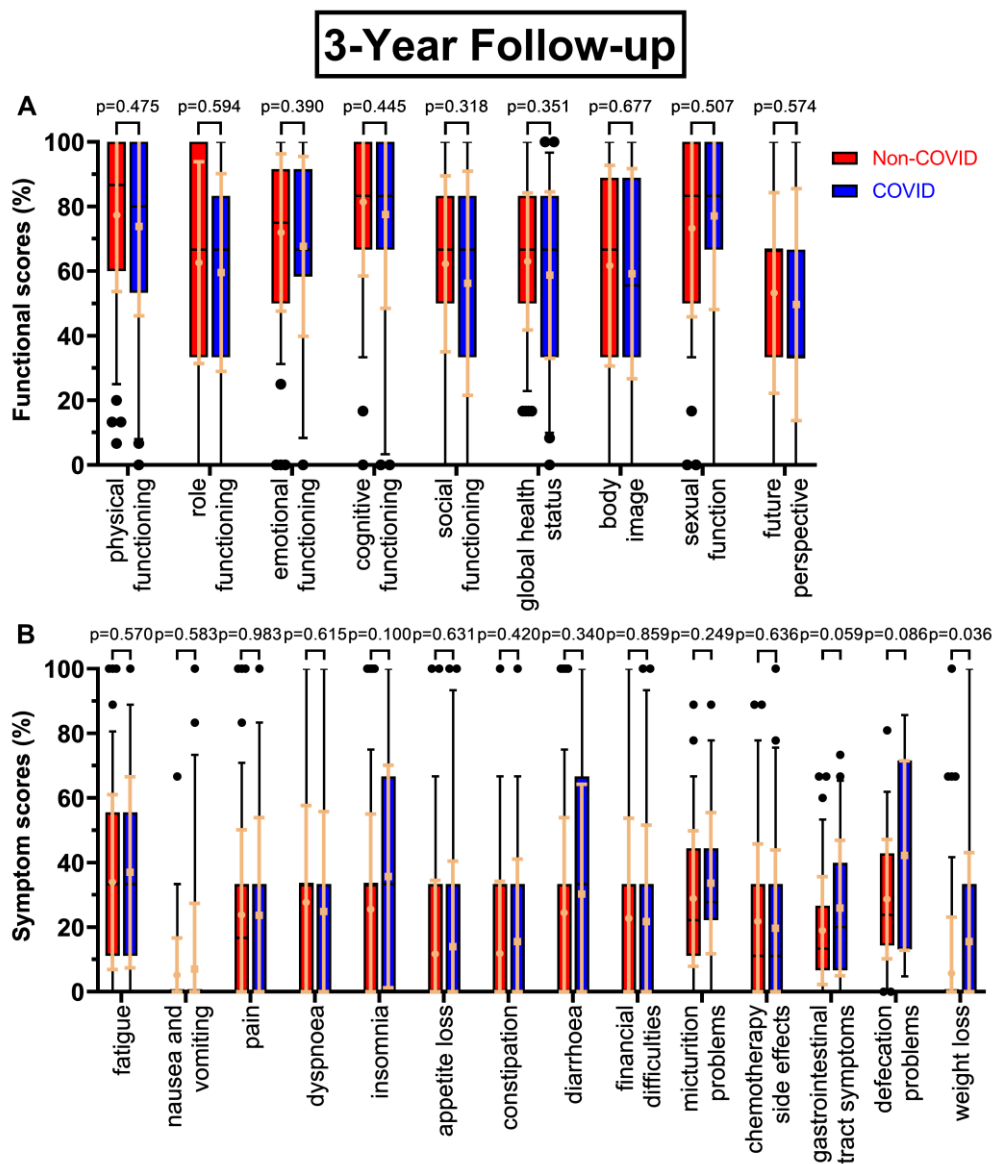 3-Year Follow-up
A
p=0.475 p=0.594 p=0.390 p=0.445 p=0.318 p=0.351 p=0.677 p=0.507 p=0.574
Functional scores (%)
100
80
60
40
20
0
Non-COVID
COVID
physical
functioning
role
functioning
emotional
functioning
cognitive
functioning
social
functioning
global health
status
body
image
sexual
function
future
perspective
B
p=0.570 p=0.583 p=0.983 p=0.615 p=0.100 p=0.631 p=0.420 p=0.340 p=0.859 p=0.249 p=0.636 p=0.059 p=0.086 p=0.036
Symptom scores (%)
100
80
60
40
20
0
fatigue
nausea and
vomiting
pain
dyspnoea
insomnia
appetite loss
constipation
diarrhoea
financial
difficulties
micturition
problems
chemotherapy
side effects
gastrointestinal
tract symptoms
defecation
problems
weight loss